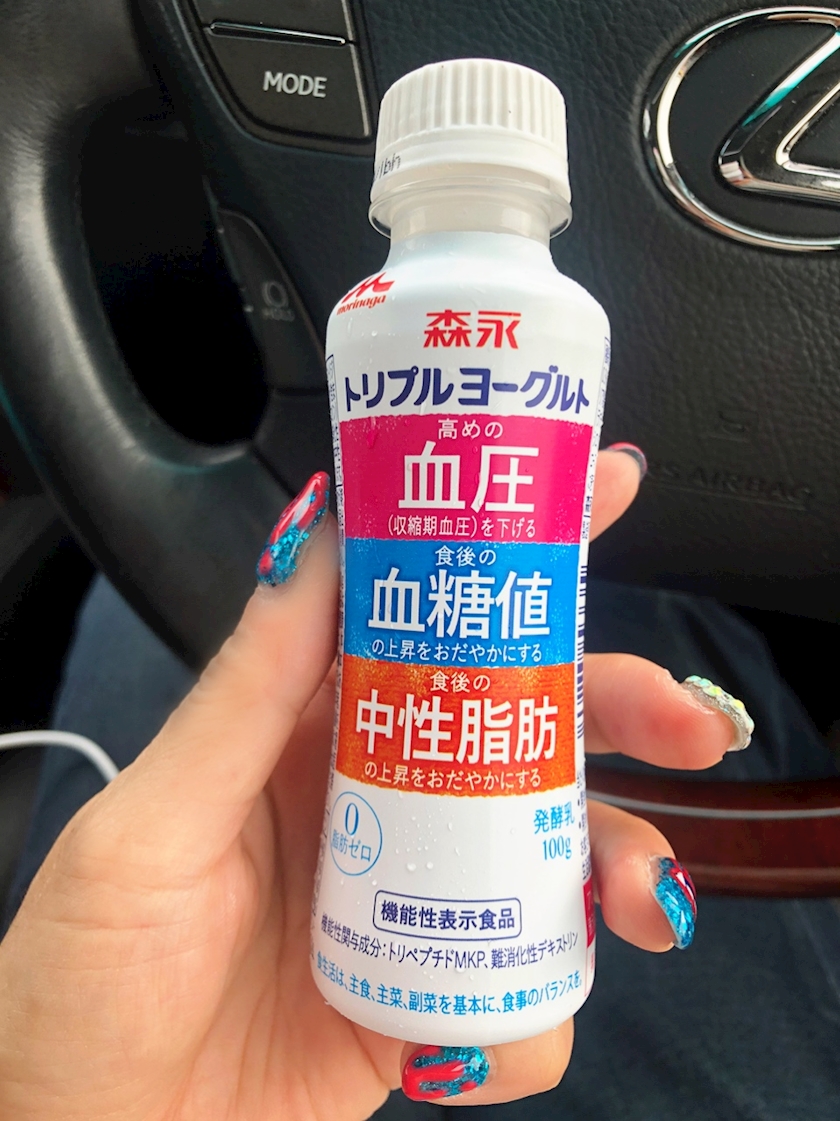 MODE
morinaga
森永
トリプルヨーグルト
高めの
血圧
(収縮期血圧)を下げる
食後の
血糖値
の上昇をおだやかにする
食後の
中性脂肪
の上昇をおだやかにする
0
脂肪ゼロ
発酵乳
100g
機能性表示食品
機能性関与成分:トリペプチドMKP、難消化性デキストリン
食生活は、主食、主菜、副菜を基本に、食事のバランスを。
AIRBAG